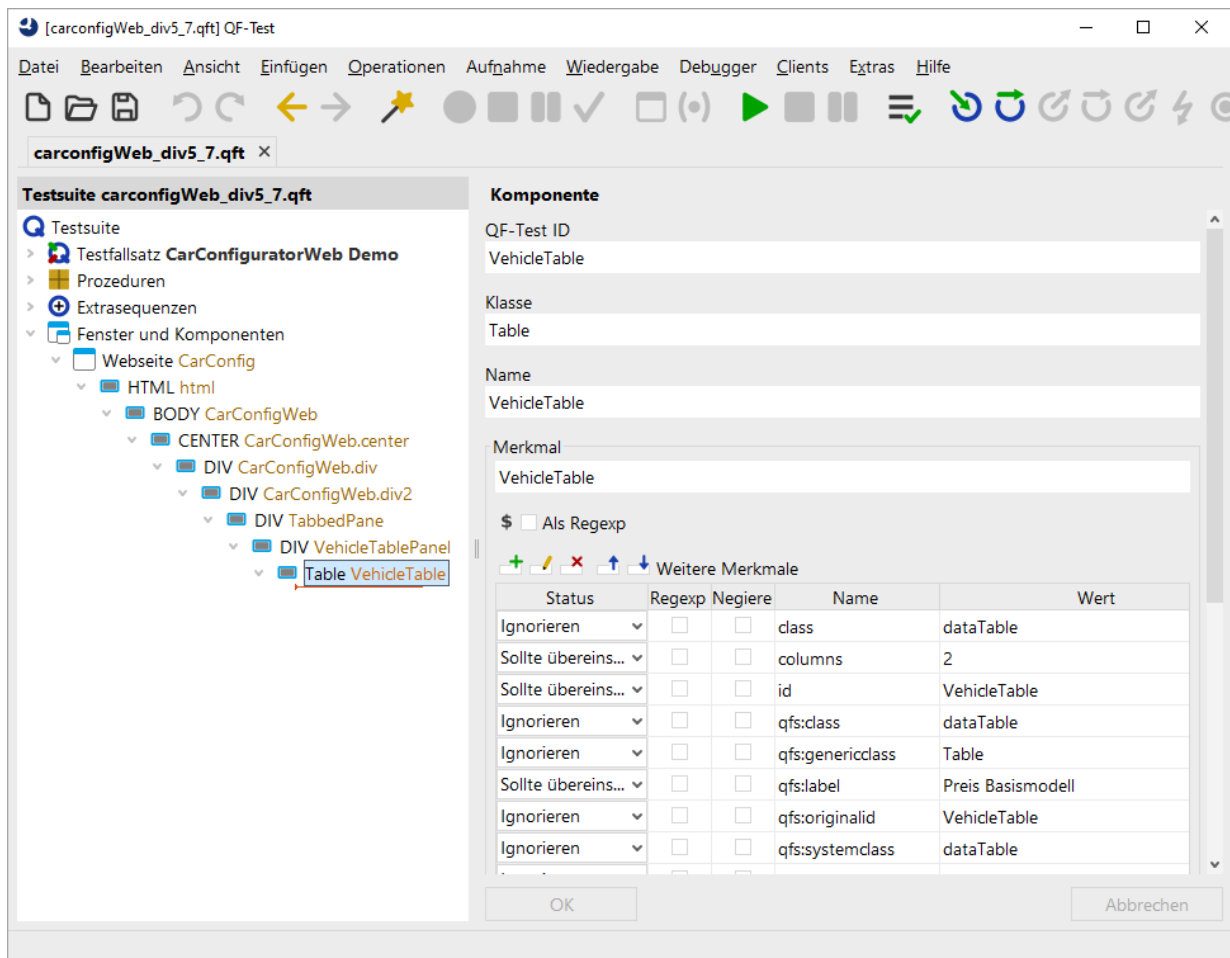 [carconfigWeb_div5_7.qft] QF-Test
Datei Bearbeiten Ansicht Einfügen Operationen Aufnahme Wiedergabe Debugger Clients Extras Hilfe
carconfigWeb_div5_7.qft
Testsuite carconfigWeb_div5_7.qft
Testsuite
Testfallsatz CarConfiguratorWeb Demo
Prozeduren
Extrasequenzen
Fenster und Komponenten
Webseite CarConfig
HTML html
BODY CarConfigWeb
CENTER CarConfigWeb.center
DIV CarConfigWeb.div
DIV CarConfigWeb.div2
DIV TabbedPane
DIV VehicleTablePanel
Table VehicleTable
Komponente
QF-Test ID
VehicleTable
Klasse
Table
Name
VehicleTable
Merkmal
VehicleTable
$ Als Regexp
Weitere Merkmale
Status Regexp Negiere Name Wert
Ignorieren class dataTable
Sollte übereins... columns 2
Sollte übereins... id VehicleTable
Ignorieren qfs:class dataTable
Ignorieren qfs:genericclass Table
Sollte übereins... qfs:label Preis Basismodell
Ignorieren qfs:originalid VehicleTable
Ignorieren qfs:systemclass dataTable
OK Abbrechen